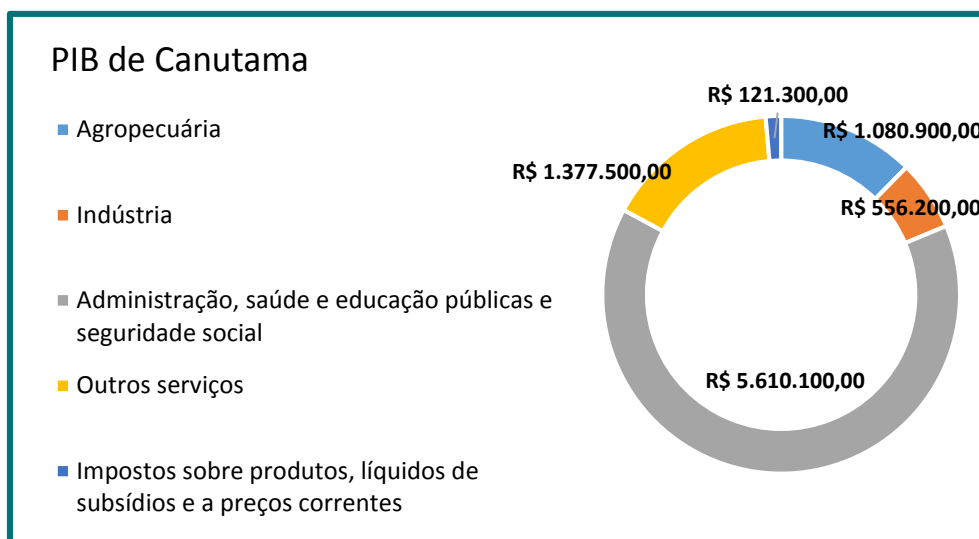 PIB de Canutama
Agropecuária
Indústria
Administração, saúde e educação públicas e
seguridade social
Outros serviços
Impostos sobre produtos, líquidos de
subsídios e a preços correntes
R$ 121.300,00
R$ 1.080.900,00
R$ 1.377.500,00
R$ 556.200,00
R$ 5.610.100,00